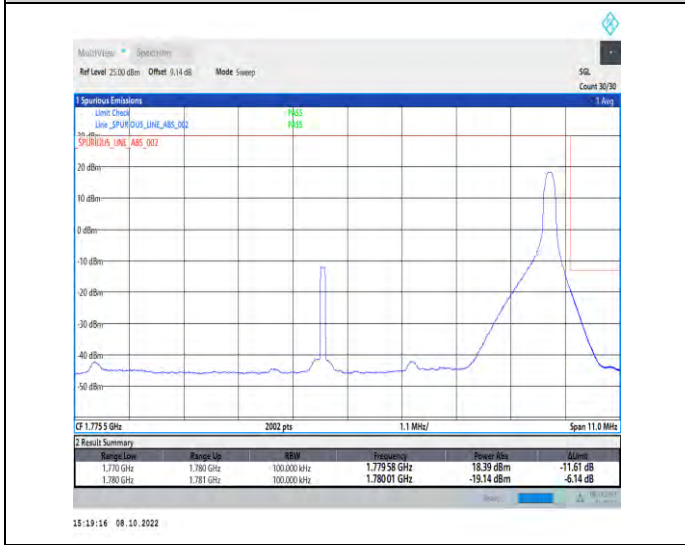 MultiView Spectrum
Ref Level 25.00 dBm Offset 9.14 dB Mode Sweep SGL
Count 30/30
1 Spurious Emissions 1 Avg
Limit Check PASS
Line _SPURIOUS_LINE_ABS_002 PASS
30 dBm
_SPURIOUS_LINE_ABS_002
20 dBm
10 dBm
0 dBm
-10 dBm
-20 dBm
-30 dBm
-40 dBm
-50 dBm
CF 1.775 5 GHz 2002 pts 1.1 MHz/ Span 11.0 MHz
2 Result Summary
Range Low Range Up RBW Frequency Power Abs ΔLimit
1.770 GHz 1.780 GHz 100.000 kHz 1.779 58 GHz 18.39 dBm -11.61 dB
1.780 GHz 1.781 GHz 100.000 kHz 1.780 01 GHz -19.14 dBm -6.14 dB
15:19:16 08.10.2022